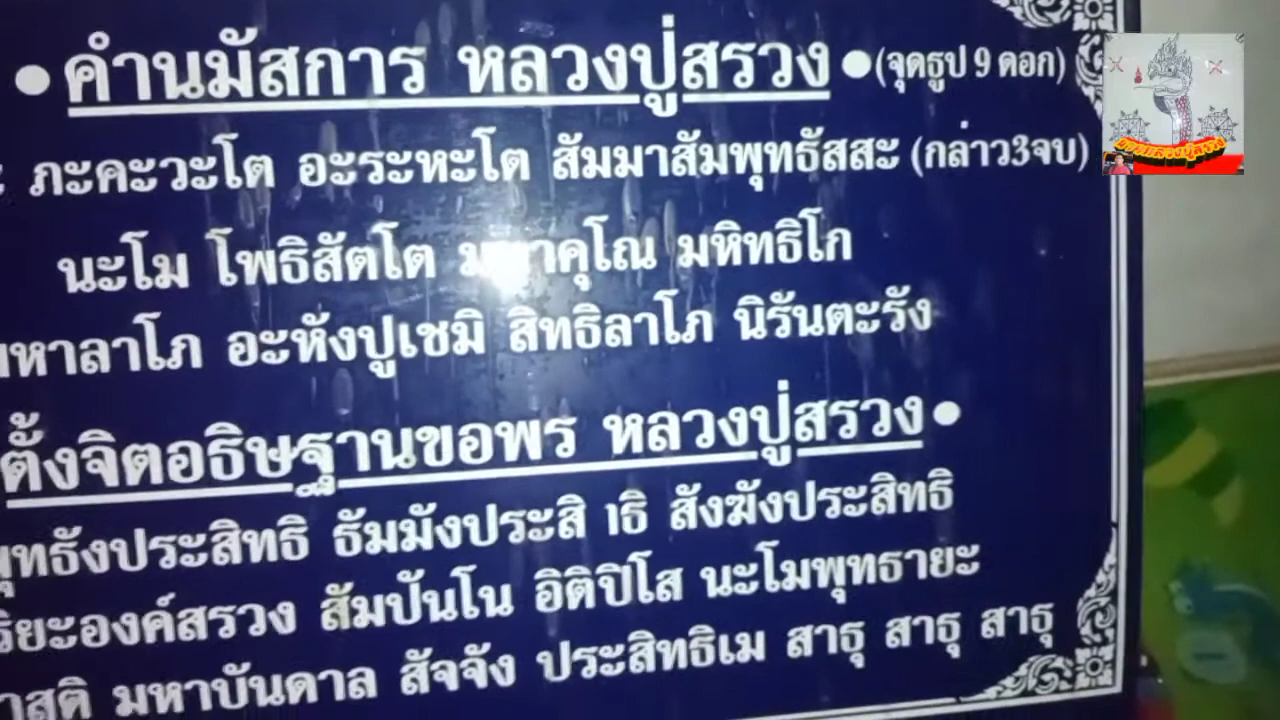 • คำนมัสการ หลวงปู่สรวง • (จุดธูป 9 ดอก)
ภะคะวะโต อะระหะโต สัมมาสัมพุทธัสสะ (กล่าว3จบ)
นะโม โพธิสัตโต มหาคุโณ มหิทธิโก
มหาลาโภ อะหังปูเชมิ สิทธิลาโภ นิรันตะรัง
ตั้งจิตอธิษฐานขอพร หลวงปู่สรวง •
พุทธังประสิทธิ ธัมมังประสิ าธิ สังฆังประสิทธิ
ริยะองค์สรวง สัมปันโน อิติปิโส นะโมพุทธายะ
าสุติ มหาบันดาล สัจจัง ประสิทธิเม สาธุ สาธุ สาธุ